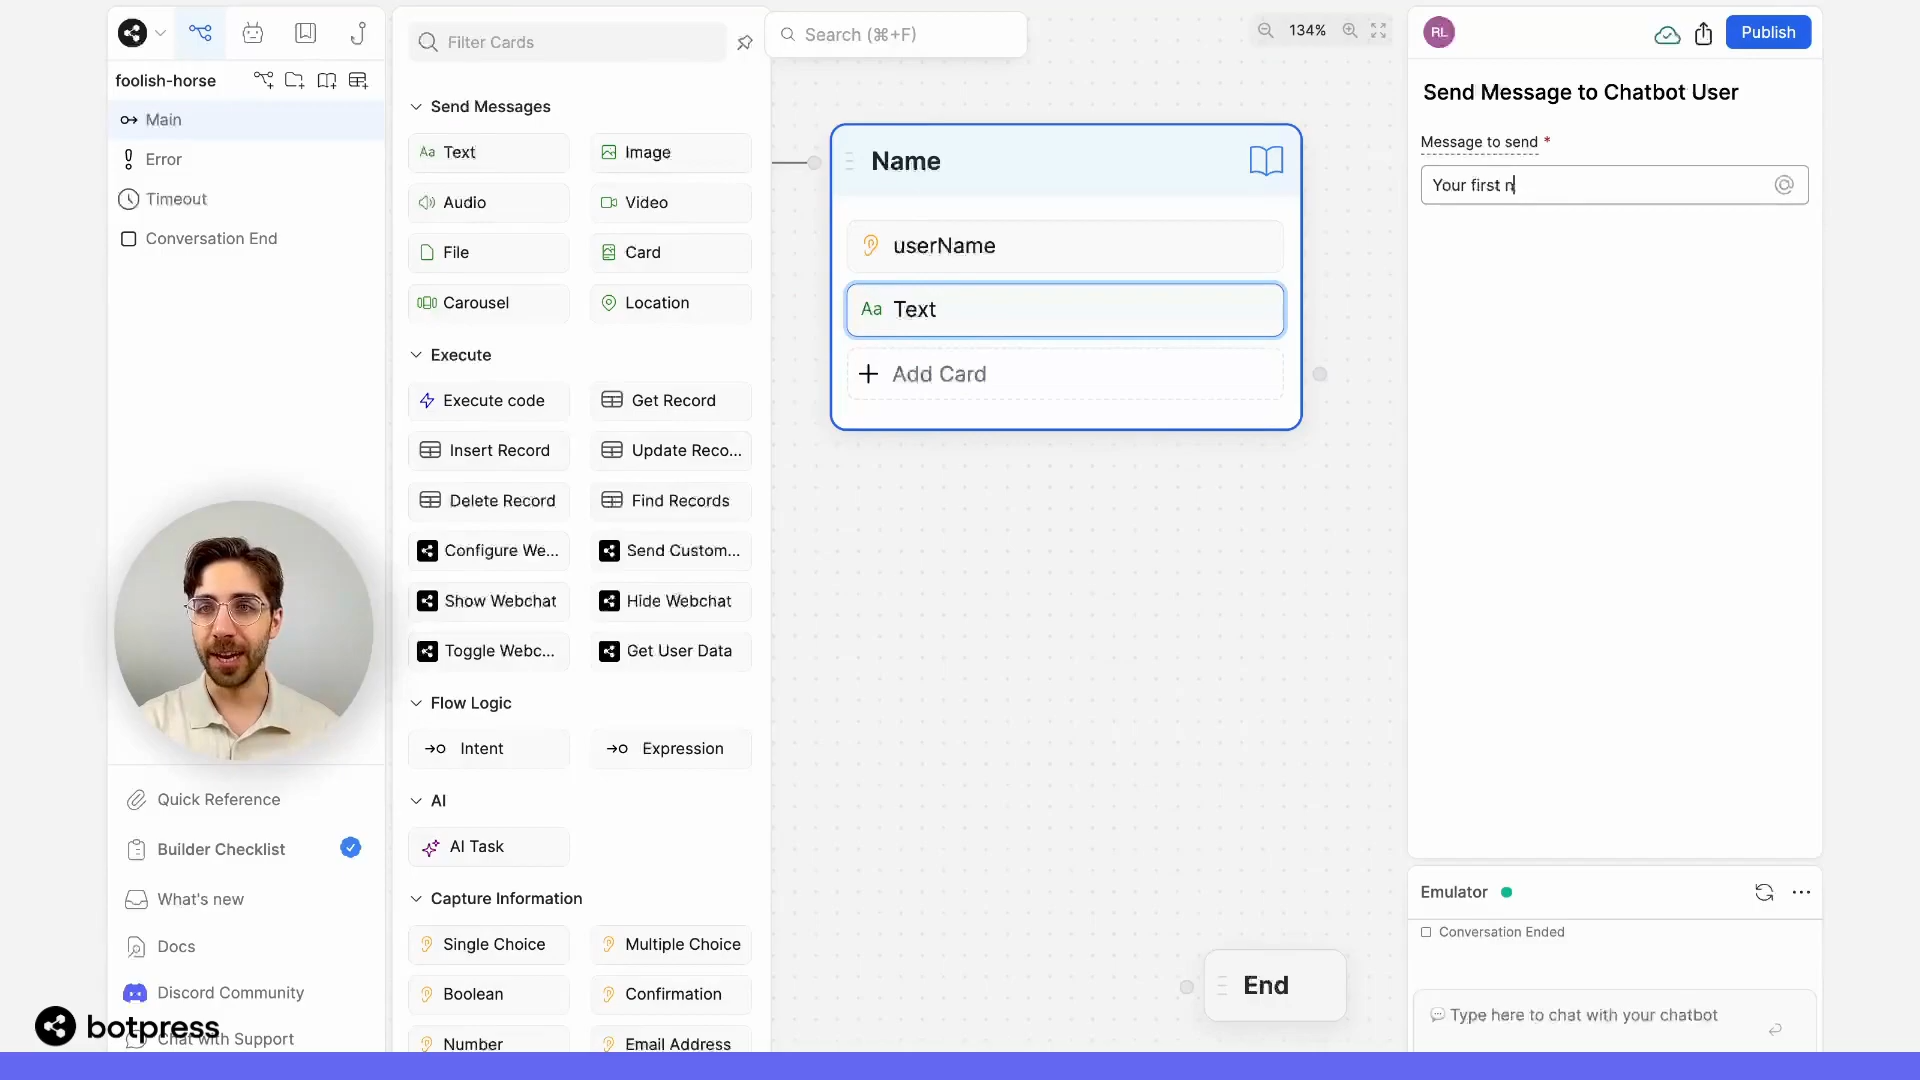 foolish-horse
Main
Error
Timeout
Conversation End
Quick Reference
Builder Checklist
What's new
Docs
Discord Community
Chat with Support
botpress
Filter Cards
Send Messages
Aa Text
Image
Audio
Video
File
Card
Carousel
Location
Execute
Execute code
Get Record
Insert Record
Update Reco...
Delete Record
Find Records
Configure We...
Send Custom...
Show Webchat
Hide Webchat
Toggle Webc...
Get User Data
Flow Logic
Intent
Expression
AI
AI Task
Capture Information
Single Choice
Multiple Choice
Boolean
Confirmation
Number
Email Address
Search (⌘+F)
134%
Name
userName
Aa Text
+ Add Card
End
RL
Publish
Send Message to Chatbot User
Message to send *
Your first n
Emulator
Conversation Ended
Type here to chat with your chatbot